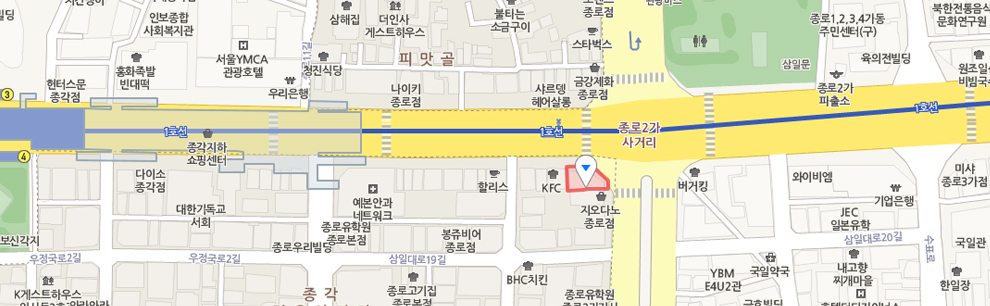 빌딩
인보종합
사회복지관
삼해집
더인사
게스트하우스
불타는
소금구이
종로점
스타벅스
종로1,2,3,4가동
주민센터(구)
북한전통음식
문화연구원
홍화족발
빈대떡
서울YMCA
관광호텔
정진식당
피맛골
금강제화
종로점
삼일문
육의전빌딩
원조일
비빔국
3
헌터스문
종각점
우리은행
나이키
종로점
샤르뎅
헤어살롱
종로2가
파출소
1호선
1호선
1호선
종로2가
사거리
종각지하
쇼핑센터
4
다이소
종각점
할리스
KFC
버거킹
와이비엠
미샤
종로3가점
기업은행
대한기독교
서회
예본안과
네트워크
지오다노
종로점
JEC
일본유학
보신각지
종로유학원
종로본점
종로우리빌딩
봉쥬비어
종로점
삼일대로20길
수표로
국일관
우정국로2길
우정국로2길
삼일대로19길
BHC치킨
YBM
E4U2관
국일약국
내고향
찌개마을
한일장
K게스트하우스
종각
종로고기집
종로본점
종로유학원